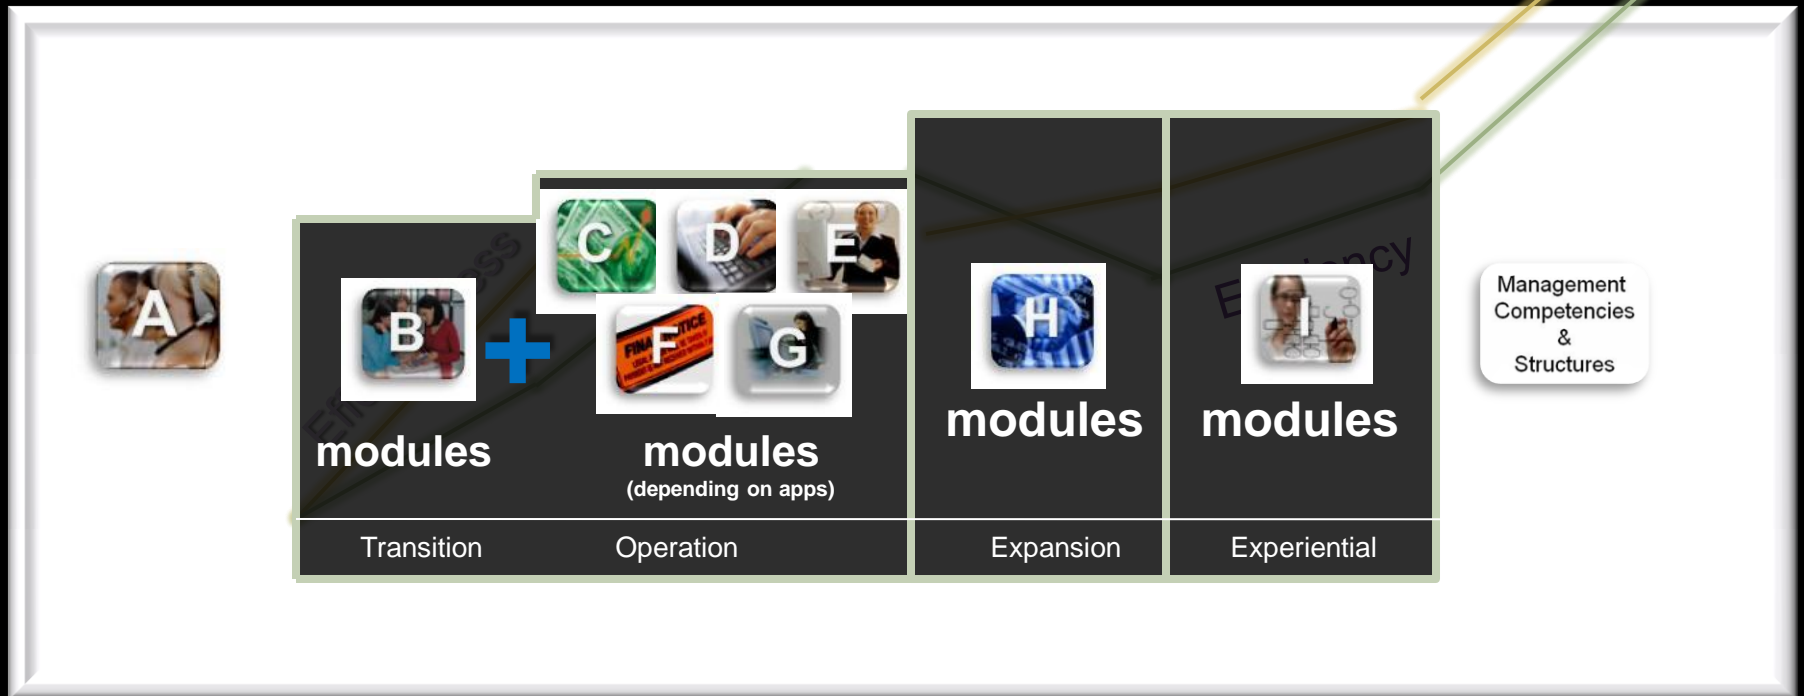 A
B
modules
C
D
E
F
G
modules
(depending on apps)
H
modules
I
modules
Transition
Operation
Expansion
Experiential
Management
Competencies
&
Structures